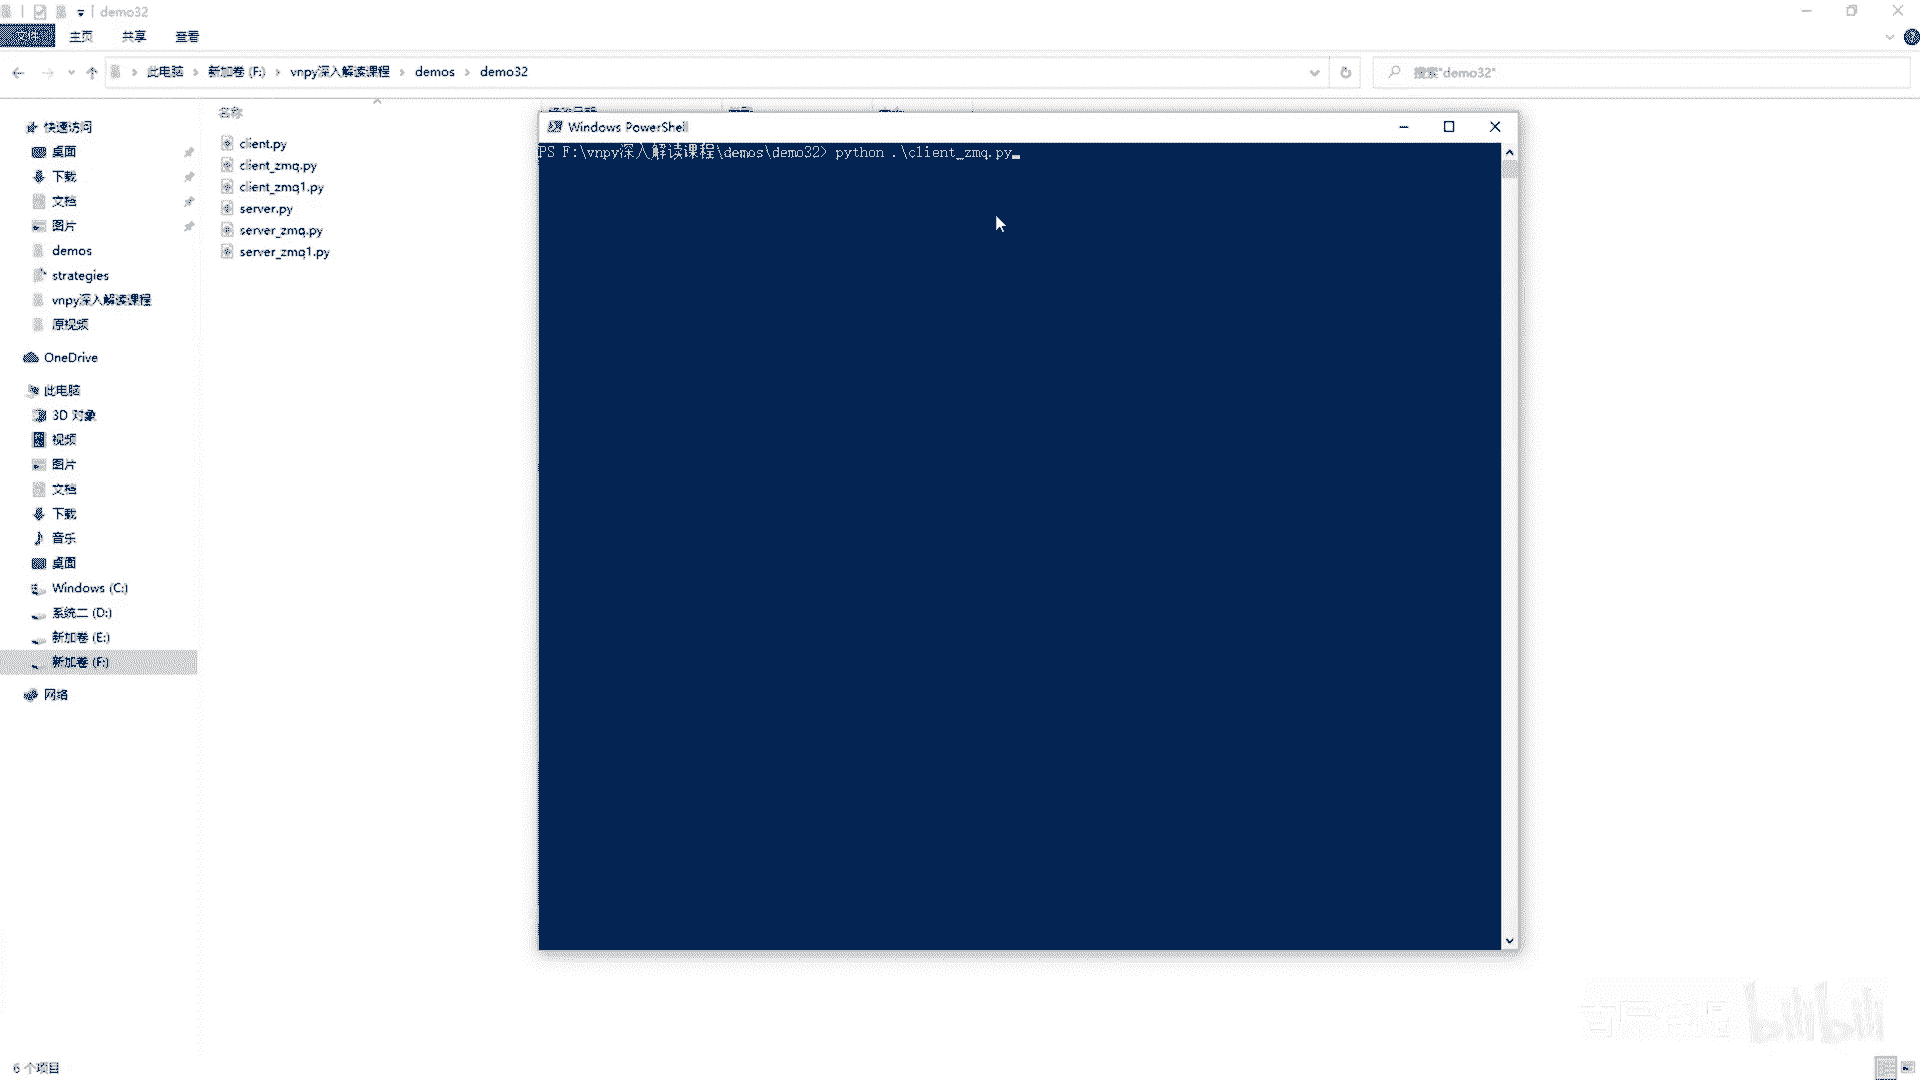 demo32
文件 主页 共享 查看
此电脑 新加卷 (F:) vnpy深入解读课程 demos demo32
搜索"demo32"
名称
快速访问
桌面
下载
文档
图片
demos
strategies
vnpy深入解读课程
原视频
OneDrive
此电脑
3D 对象
视频
图片
文档
下载
音乐
桌面
Windows (C:)
系统二 (D:)
新加卷 (E:)
新加卷 (F:)
网络
client.py
client_zmq.py
client_zmq1.py
server.py
server_zmq.py
server_zmq1.py
Windows PowerShell
PS F:\vnpy深入解读课程\demos\demo32> python .\client_zmq.py
bilibili
6 个项目